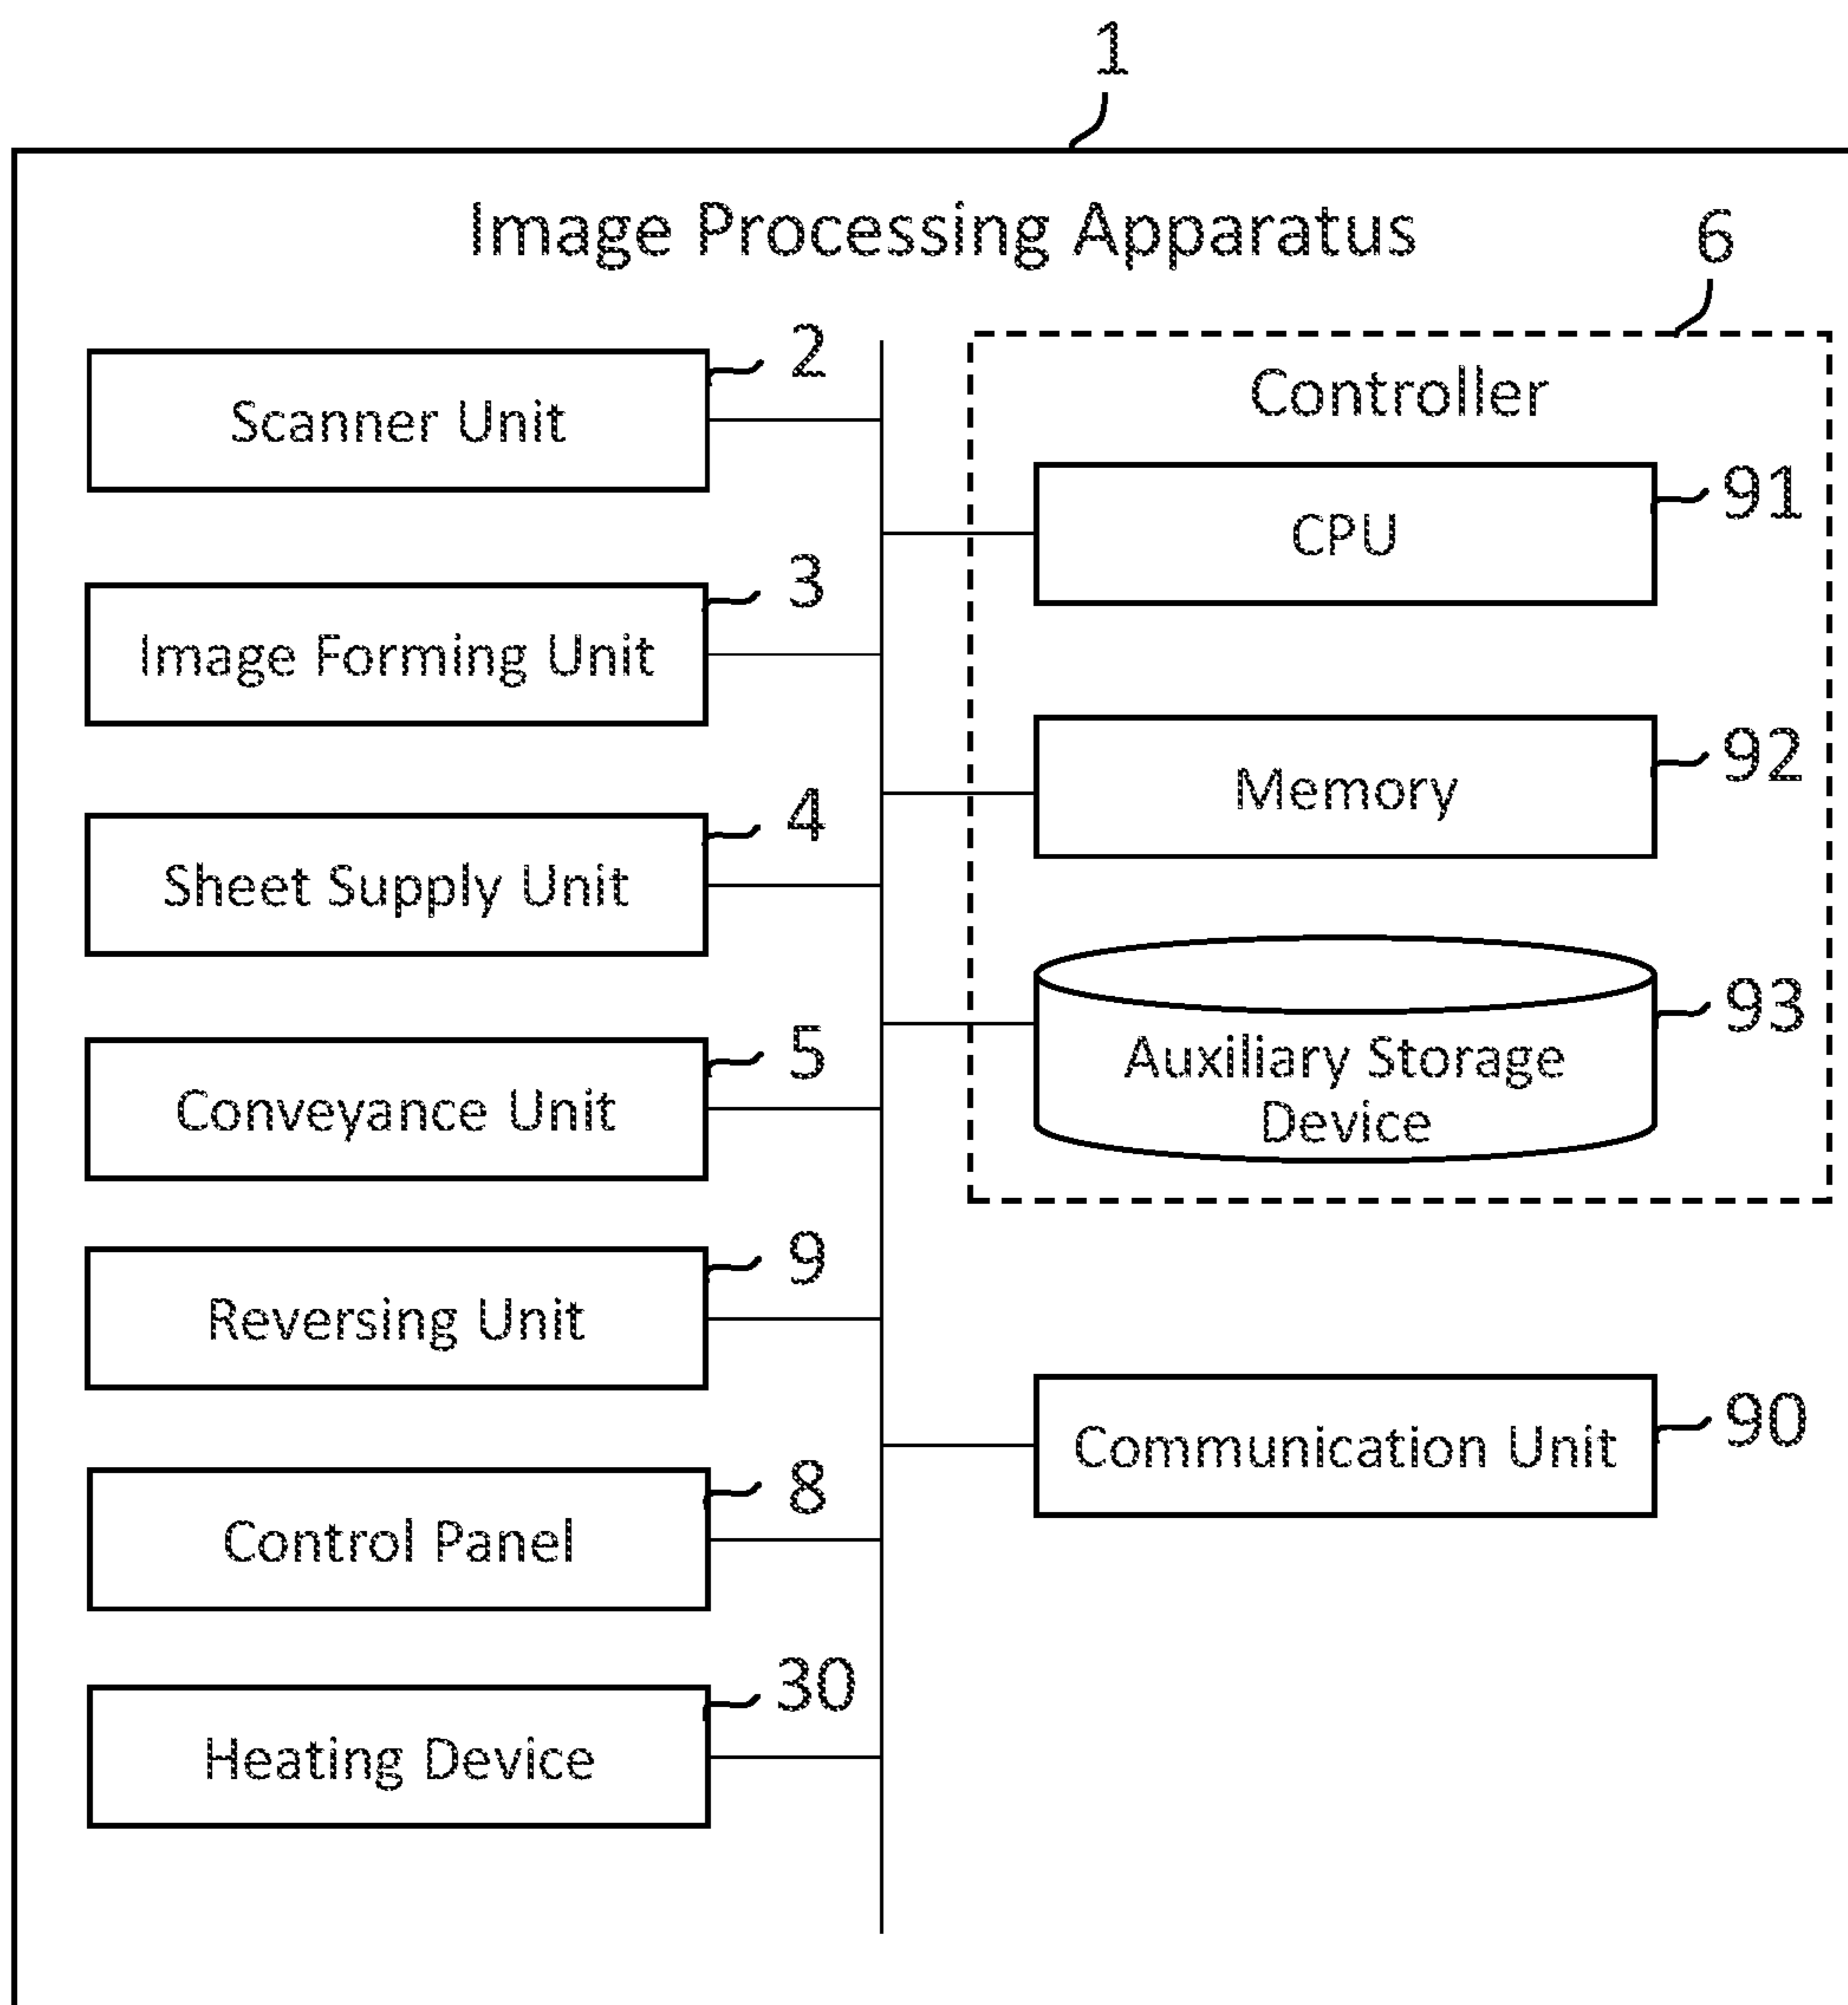 1
Image Processing Apparatus
6
2
Scanner Unit
3
Image Forming Unit
4
Sheet Supply Unit
5
Conveyance Unit
9
Reversing Unit
8
Control Panel
30
Heating Device
Controller
91
CPU
92
Memory
93
Auxiliary Storage
Device
90
Communication Unit